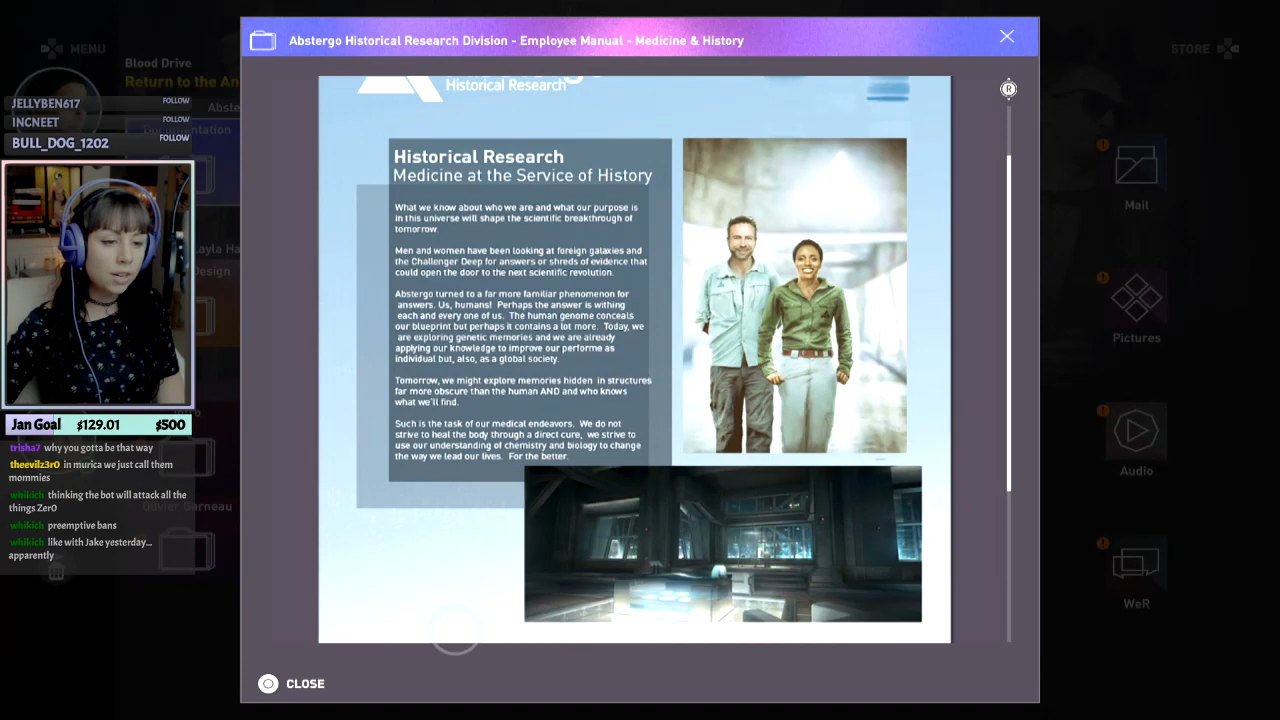 Abstergo Historical Research Division - Employee Manual - Medicine & History
MENU
STORE
Blood Drive
Return to the An
JELLYBEN617 FOLLOW
INCNEET FOLLOW
BULL_DOG_1202 FOLLOW
Abste
Documentation
Layla Ha
Design
Olivier Garneau
Historical Research
Historical Research
Medicine at the Service of History
What we know about who we are and what our purpose is
in this universe will shape the scientific breakthrough of
tomorrow.
Men and women have been looking at foreign galaxies and
the Challenger Deep for answers or shreds of evidence that
could open the door to the next scientific revolution.
Abstergo turned to a far more familiar phenomenon for
answers. Us, humans! Perhaps the answer is withing
each and every one of us. The human genome conceals
our blueprint but perhaps it contains a lot more. Today, we
are exploring genetic memories and we are already
applying our knowledge to improve our performe as
individual but, also, as a global society.
Tomorrow, we might explore memories hidden in structures
far more obscure than the human AND and who knows
what we'll find.
Such is the task of our medical endeavors. We do not
strive to heal the body through a direct cure, we strive to
use our understanding of chemistry and biology to change
the way we lead our lives. For the better.
R
Mail
Pictures
Audio
WeR
Jan Goal $129.01 $500
trisha7 why you gotta be that way
theevilz3r0 in murica we just call them
mommies
whikich thinking the bot will attack all the
things Zer0
whikich preemptive bans
whikich like with Jake yesterday...
apparently
CLOSE